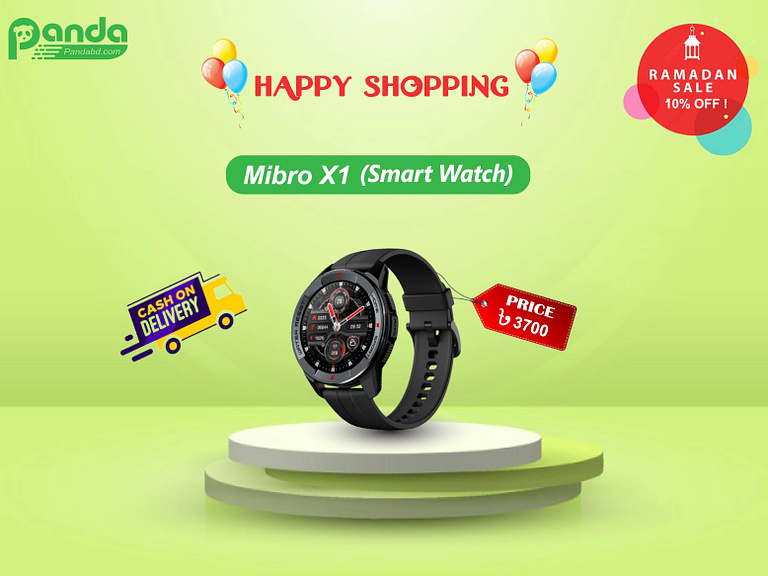 Panda
Pandabd.com
HAPPY SHOPPING
RAMADAN
SALE
10% OFF !
Mibro X1 (Smart Watch)
CASH ON
DELIVERY
PRICE
৳ 3700